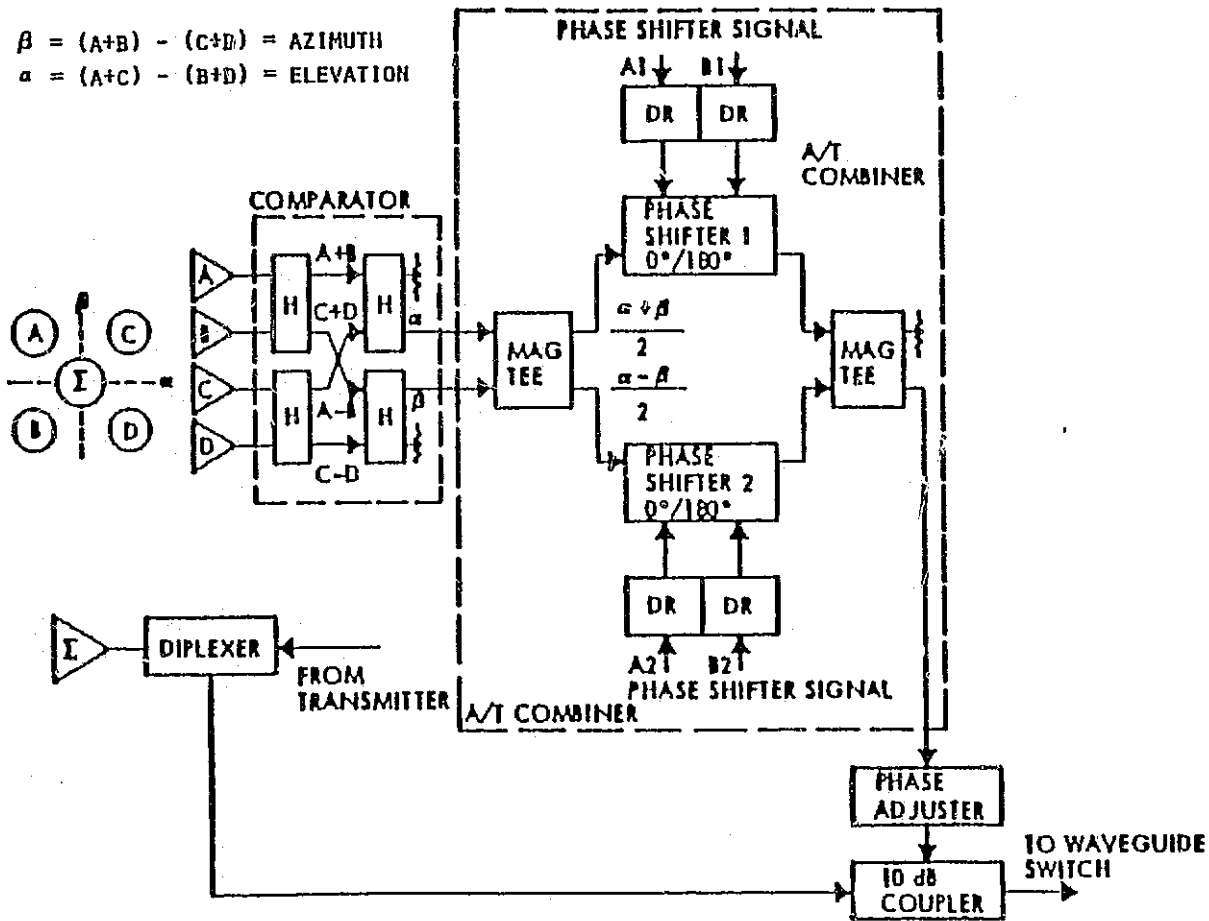 β = (A+B) - (C+D) = AZIMUTH
α = (A+C) - (B+D) = ELEVATION
PHASE SHIFTER SIGNAL
A1 B1
DR DR
A/T
COMBINER
COMPARATOR
PHASE
SHIFTER 1
0°/180°
A
B
C
D
H
H
H
H
A+B
C+D
A-B
C-D
α
β
β
A C
Σ α
B D
MAG
TEE
α + β
2
α - β
2
MAG
TEE
PHASE
SHIFTER 2
0°/180°
DR DR
A2 B2
PHASE SHIFTER SIGNAL
A/T COMBINER
Σ
DIPLEXER
FROM
TRANSMITTER
PHASE
ADJUSTER
TO WAVEGUIDE
SWITCH
10 dB
COUPLER